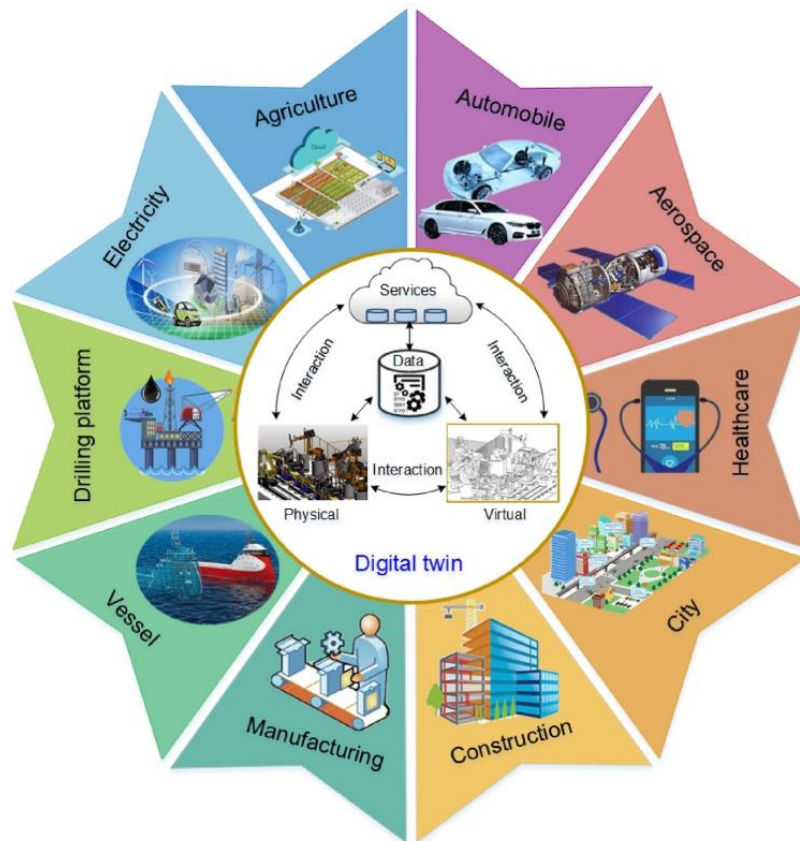 Agriculture
Automobile
Aerospace
Healthcare
City
Construction
Manufacturing
Vessel
Drilling platform
Electricity
Cloud
Services
Data
Interaction
Interaction
Interaction
Physical
Virtual
Digital twin